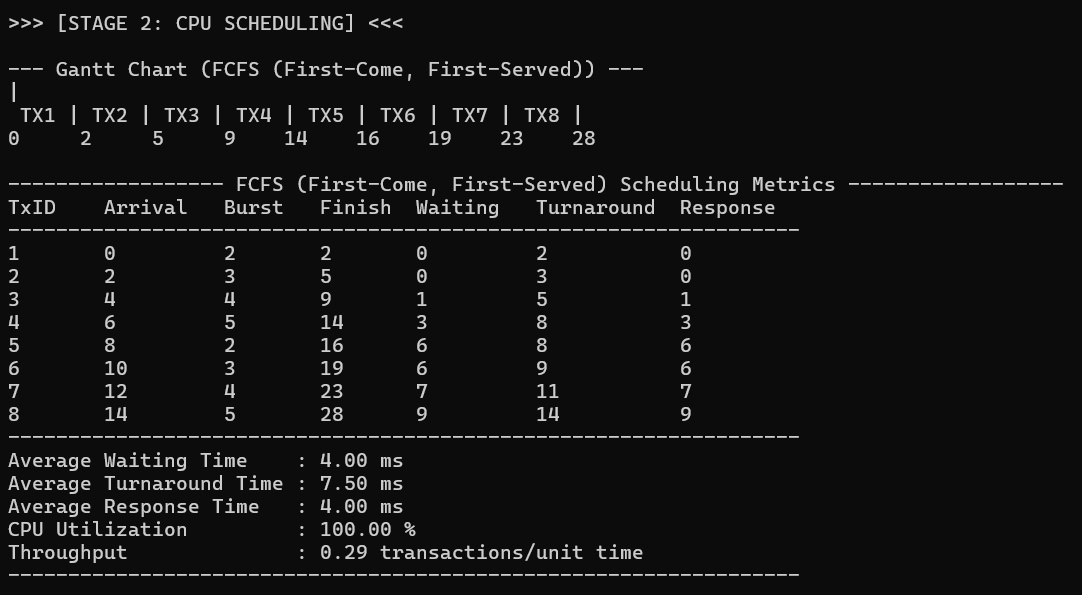 >>> [STAGE 2: CPU SCHEDULING] <<<
--- Gantt Chart (FCFS (First-Come, First-Served)) ---
|
 TX1 | TX2 | TX3 | TX4 | TX5 | TX6 | TX7 | TX8 |
0     2     5     9    14    16    19    23    28
------------------ FCFS (First-Come, First-Served) Scheduling Metrics ------------------
TxID    Arrival   Burst   Finish  Waiting   Turnaround  Response
------------------------------------------------------------------
1       0         2       2       0         2           0
2       2         3       5       0         3           0
3       4         4       9       1         5           1
4       6         5       14      3         8           3
5       8         2       16      6         8           6
6       10        3       19      6         9           6
7       12        4       23      7         11          7
8       14        5       28      9         14          9
------------------------------------------------------------------
Average Waiting Time    : 4.00 ms
Average Turnaround Time : 7.50 ms
Average Response Time   : 4.00 ms
CPU Utilization         : 100.00 %
Throughput              : 0.29 transactions/unit time
------------------------------------------------------------------